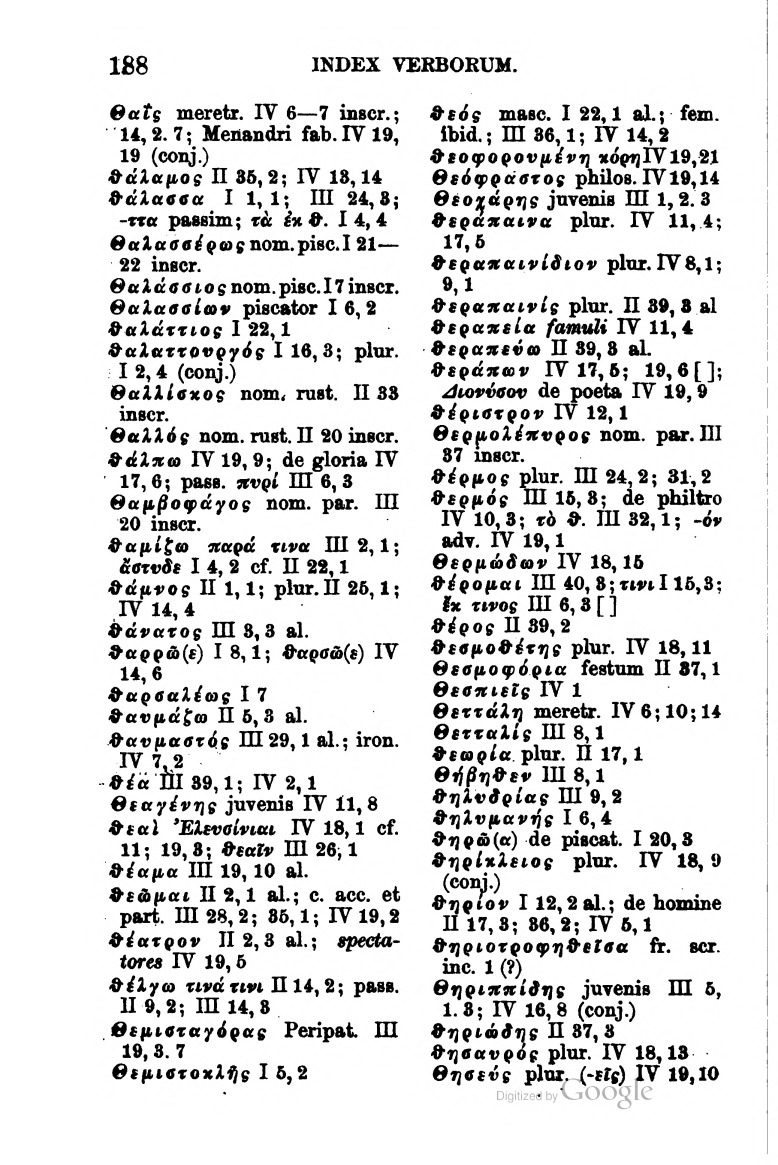 188
INDEX VERBORUM.
Θαΐς meretr. IV 6—7 inscr.;
14, 2. 7; Menandri fab. IV 19,
19 (conj.)
θάλαμος II 35, 2; IV 13, 14
θάλασσα I 1, 1; III 24, 3;
-ττα passim; τὰ ἐκ θ. I 4, 4
Θαλασσέρως nom. pisc. I 21—
22 inscr.
Θαλάσσιος nom. pisc. I 7 inscr.
Θαλασσίων piscator I 6, 2
θαλάττιος I 22, 1
θαλαττουργός I 16, 3; plur.
I 2, 4 (conj.)
Θαλλίσκος nom. rust. II 33
inscr.
Θαλλός nom. rust. II 20 inscr.
θάλπω IV 19, 9; de gloria IV
17, 6; pass. πυρί III 6, 3
Θαμβοφάγος nom. par. III
20 inscr.
θαμίζω παρά τινα III 2, 1;
ἄστυδε I 4, 2 cf. II 22, 1
θάμνος II 1, 1; plur. II 25, 1;
IV 14, 4
θάνατος III 3, 3 al.
θαρρῶ(ε) I 8, 1; θαρσῶ(ε) IV
14, 6
θαρσαλέως I 7
θαυμάζω II 5, 3 al.
θαυμαστός III 29, 1 al.; iron.
IV 7, 2
θέα III 39, 1; IV 2, 1
Θεαγένης juvenis IV 11, 8
θεαὶ Ἐλευσίνιαι IV 18, 1 cf.
11; 19, 3; θεαῖν III 26, 1
θέαμα III 19, 10 al.
θεῶμαι II 2, 1 al.; c. acc. et
part. III 28, 2; 35, 1; IV 19, 2
θέατρον II 2, 3 al.; specta-
tores IV 19, 5
θέλγω τινά τινι II 14, 2; pass.
II 9, 2; III 14, 3
Θεμισταγόρας Peripat. III
19, 3. 7
Θεμιστοκλῆς I 5, 2
θεός masc. I 22, 1 al.; fem.
ibid.; III 36, 1; IV 14, 2
θεοφορουμένη κόρη IV 19, 21
Θεόφραστος philos. IV 19, 14
Θεοχάρης juvenis III 1, 2. 3
θεράπαινα plur. IV 11, 4;
17, 5
θεραπαινίδιον plur. IV 8, 1;
9, 1
θεραπαινίς plur. II 39, 3 al
θεραπεία famuli IV 11, 4
θεραπεύω II 39, 3 al.
θεράπων IV 17, 5; 19, 6 [ ];
Διονύσου de poeta IV 19, 9
θέριστρον IV 12, 1
Θερμολέπυρος nom. par. III
37 inscr.
θέρμος plur. III 24, 2; 31, 2
θερμός III 15, 3; de philtro
IV 10, 3; τὸ θ. III 32, 1; -όν
adv. IV 19, 1
Θερμώδων IV 18, 15
θέρομαι III 40, 3; τινι I 15, 3;
ἔκ τινος III 6, 3 [ ]
θέρος II 39, 2
θεσμοθέτης plur. IV 18, 11
Θεσμοφόρια festum II 37, 1
Θεσπιεῖς IV 1
Θεττάλη meretr. IV 6; 10; 14
Θετταλίς III 8, 1
θεωρία plur. II 17, 1
Θήβηθεν III 8, 1
θηλυδρίας III 9, 2
θηλυμανής I 6, 4
θηρῶ(α) de piscat. I 20, 3
θηρίκλειος plur. IV 18, 9
(conj.)
θηρίον I 12, 2 al.; de homine
II 17, 3; 36, 2; IV 5, 1
θηριοτροφηθεῖσα fr. scr.
inc. 1 (?)
Θηριππίδης juvenis III 5,
1. 3; IV 16, 8 (conj.)
θηριώδης II 37, 3
θησαυρός plur. IV 18, 13
Θησεύς plur. (-εῖς) IV 19, 10
Digitized by Google